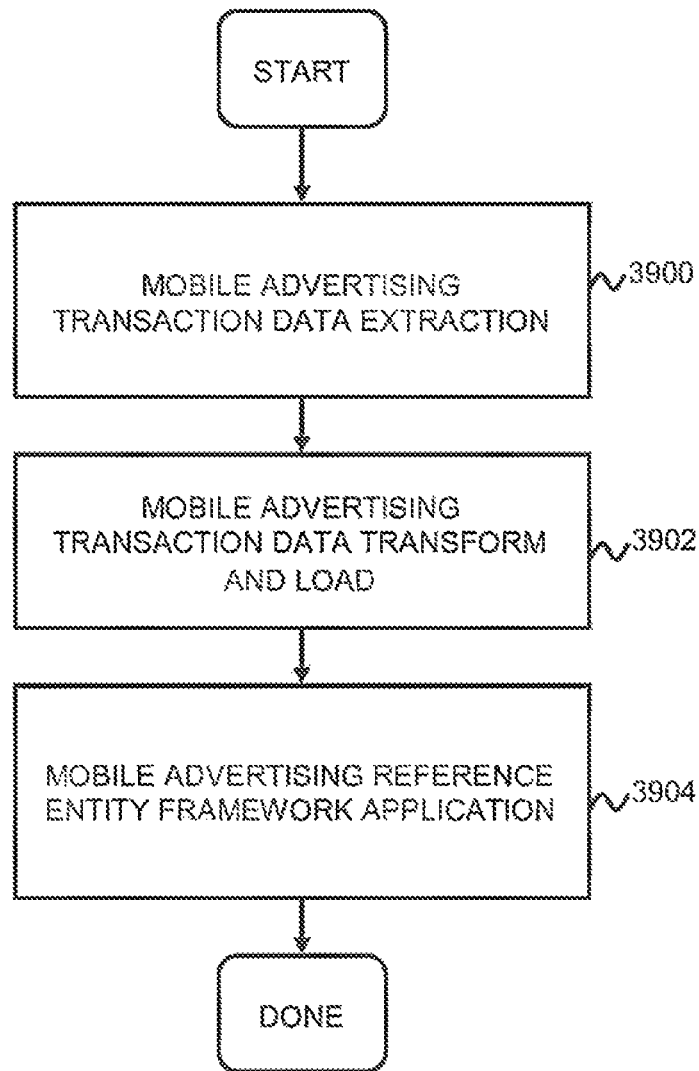 START
MOBILE ADVERTISING
TRANSACTION DATA EXTRACTION
3900
MOBILE ADVERTISING
TRANSACTION DATA TRANSFORM
AND LOAD
3902
MOBILE ADVERTISING REFERENCE
ENTITY FRAMEWORK APPLICATION
3904
DONE